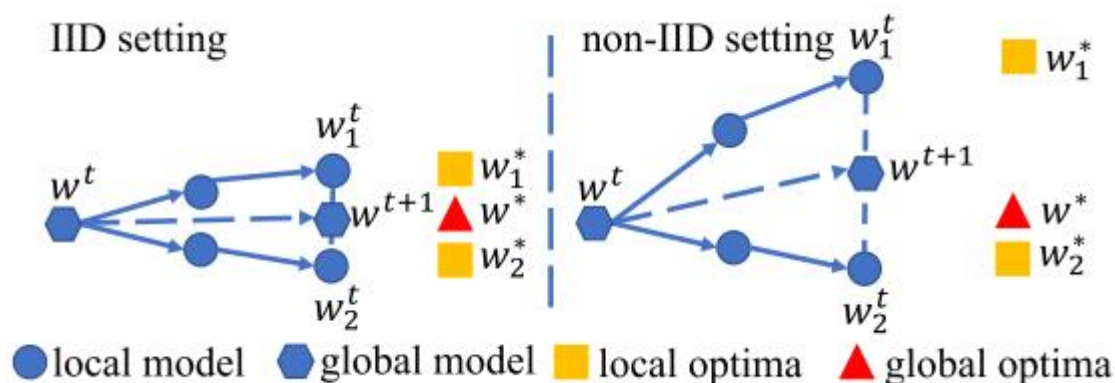 IID setting
w_1^t
w^t
w^{t+1}
w_1^*
w^*
w_2^*
w_2^t
non-IID setting
w_1^t
w_1^*
w^t
w^{t+1}
w^*
w_2^*
w_2^t
local model
global model
local optima
global optima